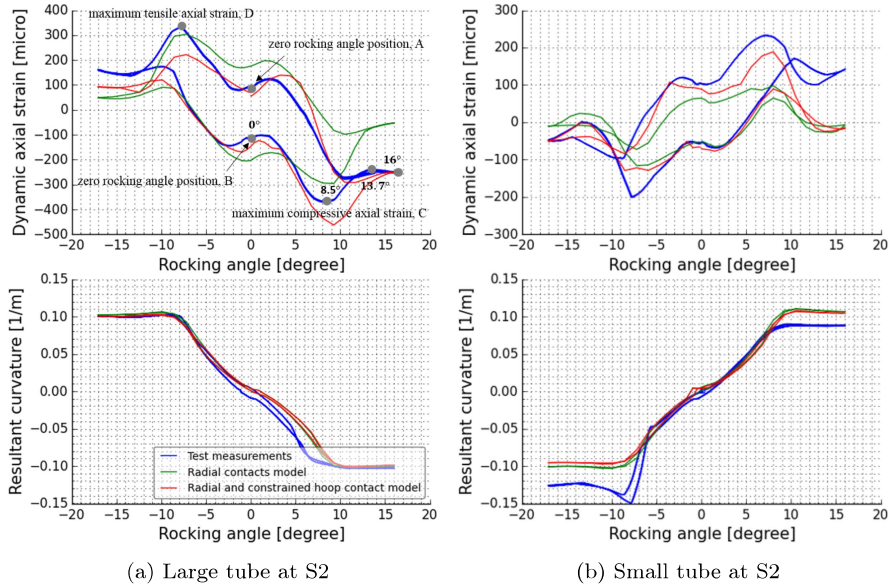 400
300
200
100
0
−100
−200
−300
−400
−500
−20 −15 −10 −5 0 5 10 15 20
Dynamic axial strain [micro]
Rocking angle [degree]
maximum tensile axial strain, D
zero rocking angle position, A
0°
zero rocking angle position, B
16°
8.5°
13.7°
maximum compressive axial strain, C
300
200
100
0
−100
−200
−300
−20 −15 −10 −5 0 5 10 15 20
Dynamic axial strain [micro]
Rocking angle [degree]
0.15
0.10
0.05
0.00
−0.05
−0.10
−0.15
−20 −15 −10 −5 0 5 10 15 20
Resultant curvature [1/m]
Rocking angle [degree]
Test measurements
Radial contacts model
Radial and constrained hoop contact model
0.15
0.10
0.05
0.00
−0.05
−0.10
−0.15
−20 −15 −10 −5 0 5 10 15 20
Resultant curvature [1/m]
Rocking angle [degree]
(a) Large tube at S2
(b) Small tube at S2